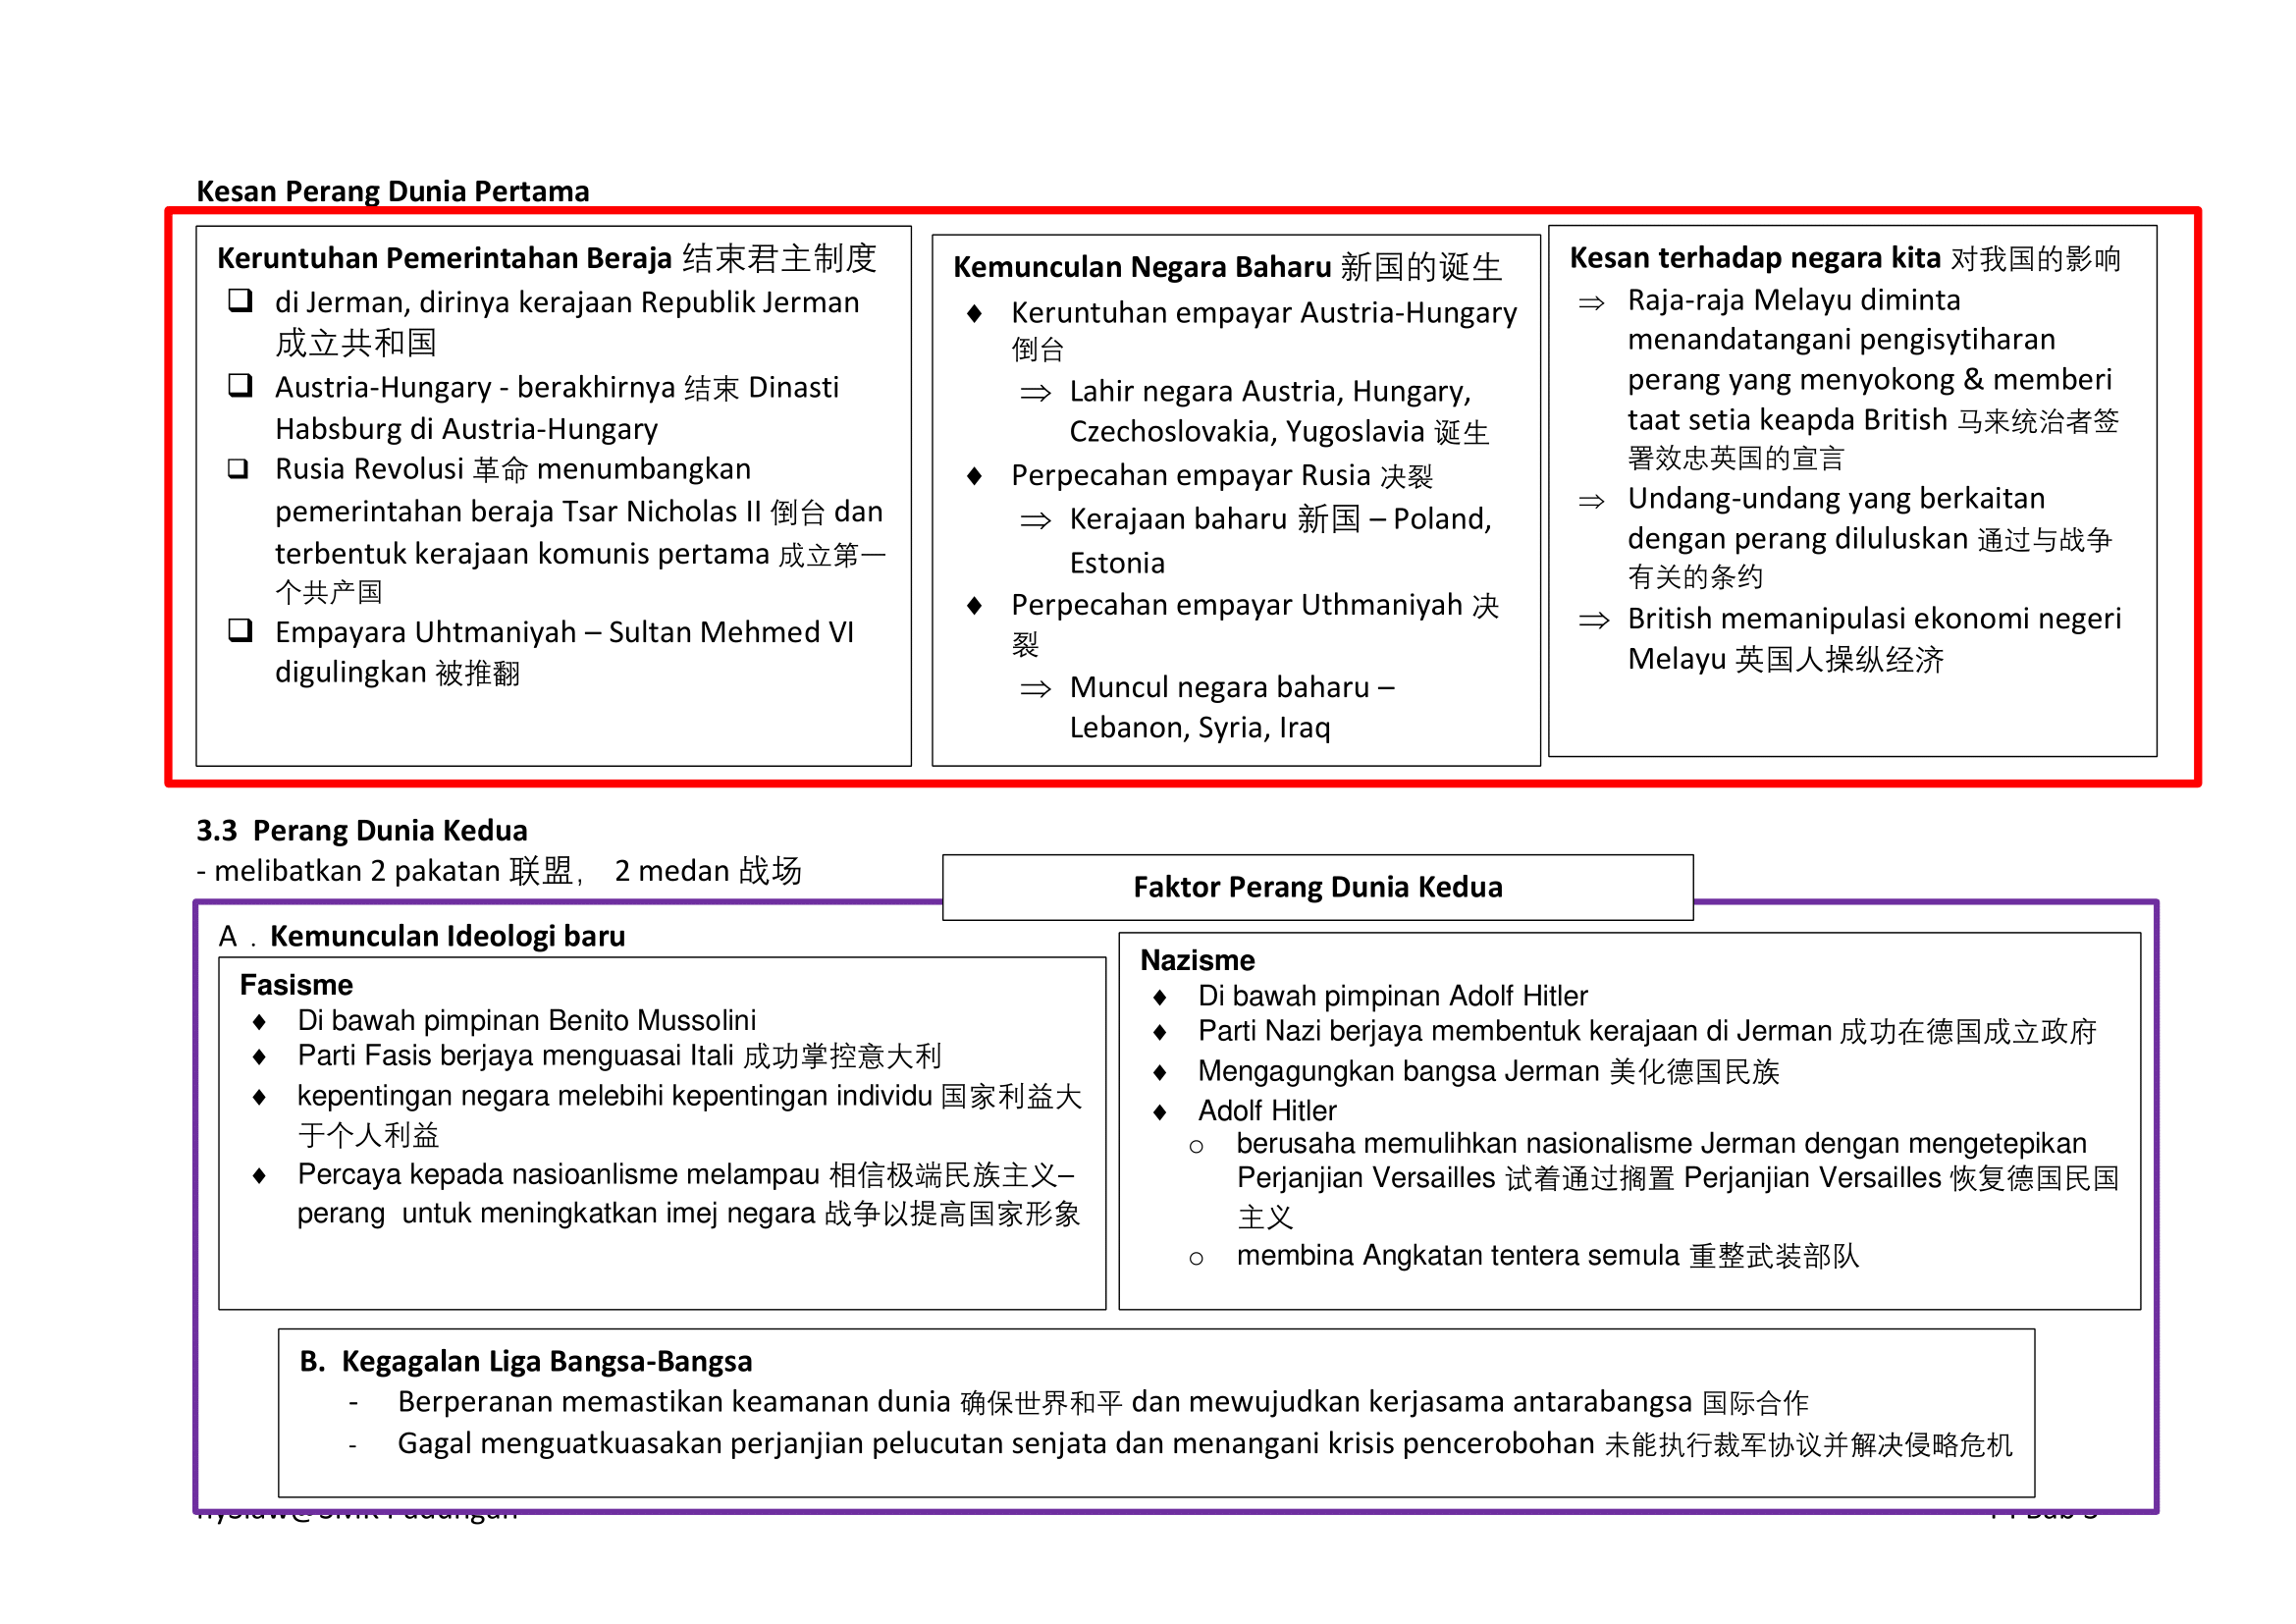 Kesan Perang Dunia Pertama
Keruntuhan Pemerintahan Beraja 结束君主制度
❑ di Jerman, dirinya kerajaan Republik Jerman
成立共和国
❑ Austria-Hungary - berakhirnya 结束 Dinasti
Habsburg di Austria-Hungary
❑ Rusia Revolusi 革命 menumbangkan
pemerintahan beraja Tsar Nicholas II 倒台 dan
terbentuk kerajaan komunis pertama 成立第一
个共产国
❑ Empayara Uhtmaniyah – Sultan Mehmed VI
digulingkan 被推翻
Kemunculan Negara Baharu 新国的诞生
♦ Keruntuhan empayar Austria-Hungary
倒台
⇒ Lahir negara Austria, Hungary,
Czechoslovakia, Yugoslavia 诞生
♦ Perpecahan empayar Rusia 决裂
⇒ Kerajaan baharu 新国 – Poland,
Estonia
♦ Perpecahan empayar Uthmaniyah 决
裂
⇒ Muncul negara baharu –
Lebanon, Syria, Iraq
Kesan terhadap negara kita 对我国的影响
⇒ Raja-raja Melayu diminta
menandatangani pengisytiharan
perang yang menyokong & memberi
taat setia keapda British 马来统治者签
署效忠英国的宣言
⇒ Undang-undang yang berkaitan
dengan perang diluluskan 通过与战争
有关的条约
⇒ British memanipulasi ekonomi negeri
Melayu 英国人操纵经济
3.3 Perang Dunia Kedua
- melibatkan 2 pakatan 联盟， 2 medan 战场
Faktor Perang Dunia Kedua
A．Kemunculan Ideologi baru
Fasisme
♦ Di bawah pimpinan Benito Mussolini
♦ Parti Fasis berjaya menguasai Itali 成功掌控意大利
♦ kepentingan negara melebihi kepentingan individu 国家利益大
于个人利益
♦ Percaya kepada nasioanlisme melampau 相信极端民族主义–
perang untuk meningkatkan imej negara 战争以提高国家形象
Nazisme
♦ Di bawah pimpinan Adolf Hitler
♦ Parti Nazi berjaya membentuk kerajaan di Jerman 成功在德国成立政府
♦ Mengagungkan bangsa Jerman 美化德国民族
♦ Adolf Hitler
○ berusaha memulihkan nasionalisme Jerman dengan mengetepikan
Perjanjian Versailles 试着通过搁置 Perjanjian Versailles 恢复德国民国
主义
○ membina Angkatan tentera semula 重整武装部队
B. Kegagalan Liga Bangsa-Bangsa
- Berperanan memastikan keamanan dunia 确保世界和平 dan mewujudkan kerjasama antarabangsa 国际合作
- Gagal menguatkuasakan perjanjian pelucutan senjata dan menangani krisis pencerobohan 未能执行裁军协议并解决侵略危机